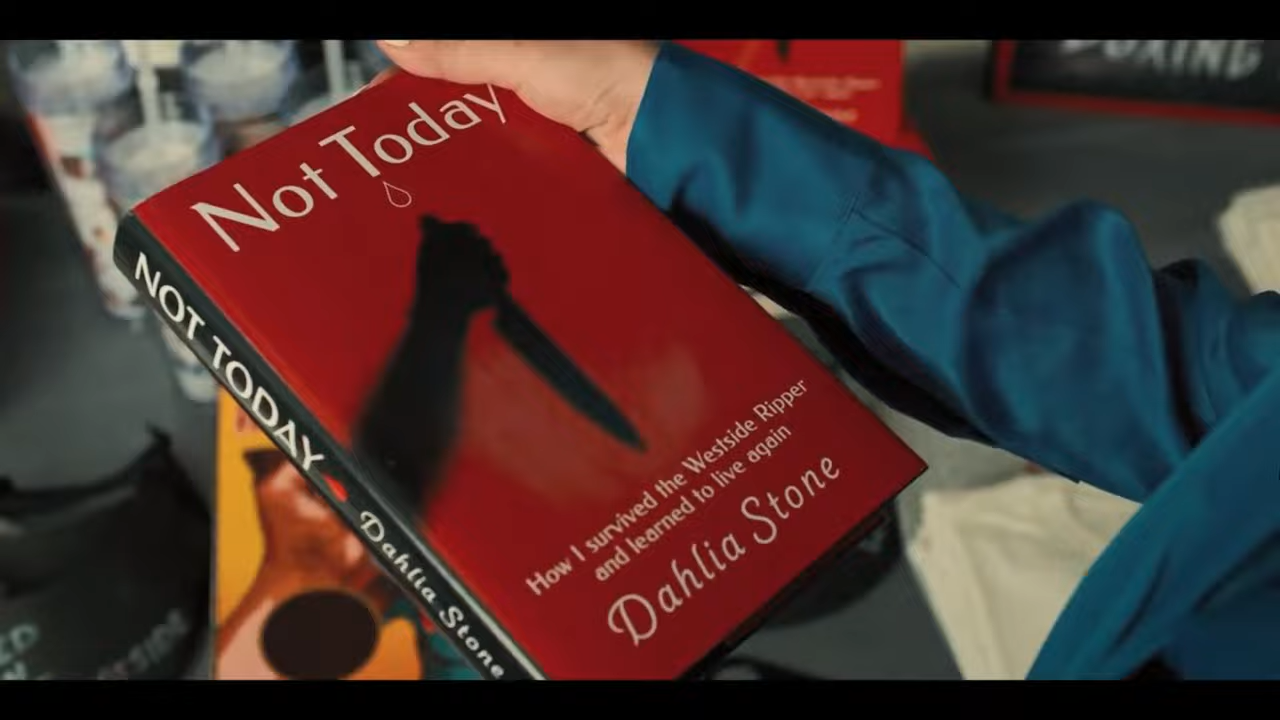 Not Today
NOT TODAY
Dahlia Stone
How I survived the Westside Ripper
and learned to live again
Dahlia Stone